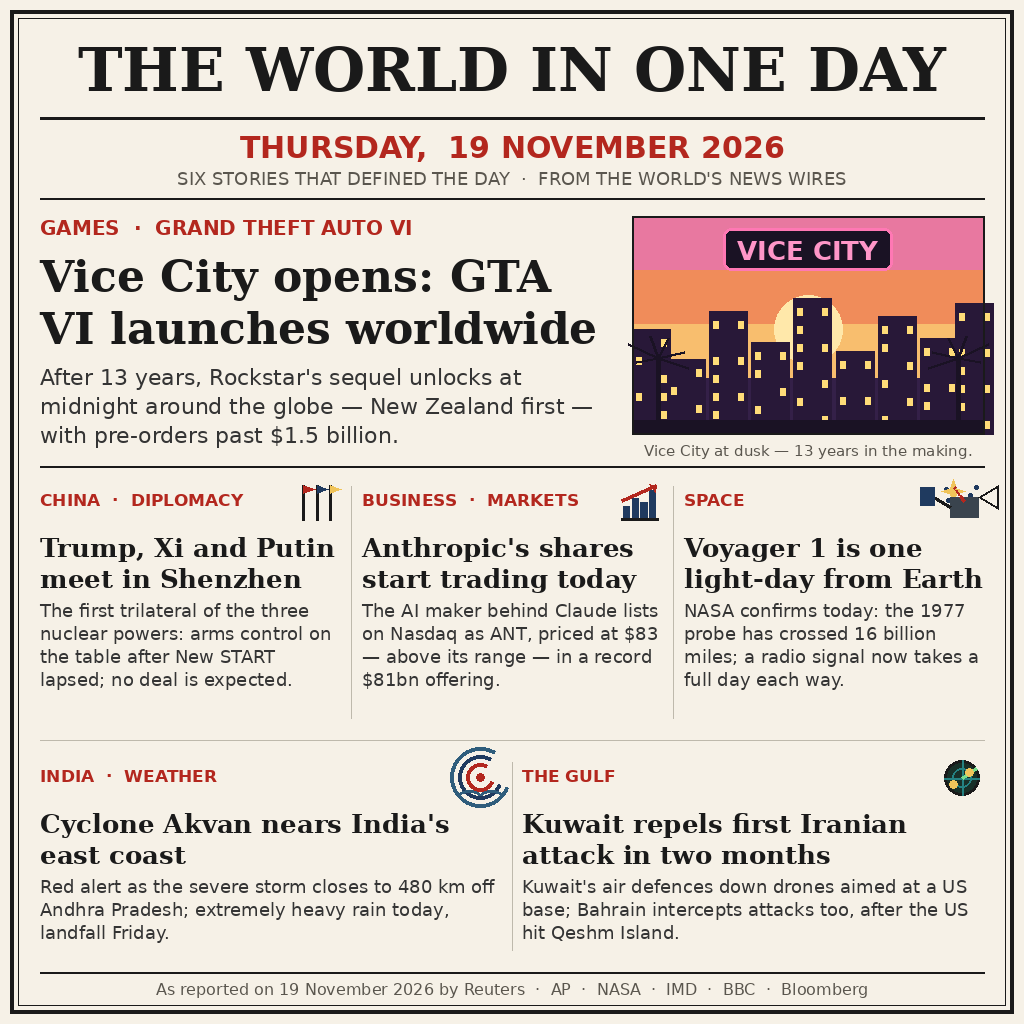 THE WORLD IN ONE DAY
THURSDAY, 19 NOVEMBER 2026
SIX STORIES THAT DEFINED THE DAY · FROM THE WORLD'S NEWS WIRES
GAMES · GRAND THEFT AUTO VI
Vice City opens: GTA
VI launches worldwide
After 13 years, Rockstar's sequel unlocks at
midnight around the globe — New Zealand first —
with pre-orders past $1.5 billion.
VICE CITY
Vice City at dusk — 13 years in the making.
CHINA · DIPLOMACY
Trump, Xi and Putin
meet in Shenzhen
The first trilateral of the three
nuclear powers: arms control on
the table after New START
lapsed; no deal is expected.
BUSINESS · MARKETS
Anthropic's shares
start trading today
The AI maker behind Claude lists
on Nasdaq as ANT, priced at $83
— above its range — in a record
$81bn offering.
SPACE
Voyager 1 is one
light-day from Earth
NASA confirms today: the 1977
probe has crossed 16 billion
miles; a radio signal now takes a
full day each way.
INDIA · WEATHER
Cyclone Akvan nears India's
east coast
Red alert as the severe storm closes to 480 km off
Andhra Pradesh; extremely heavy rain today,
landfall Friday.
THE GULF
Kuwait repels first Iranian
attack in two months
Kuwait's air defences down drones aimed at a US
base; Bahrain intercepts attacks too, after the US
hit Qeshm Island.
As reported on 19 November 2026 by Reuters · AP · NASA · IMD · BBC · Bloomberg